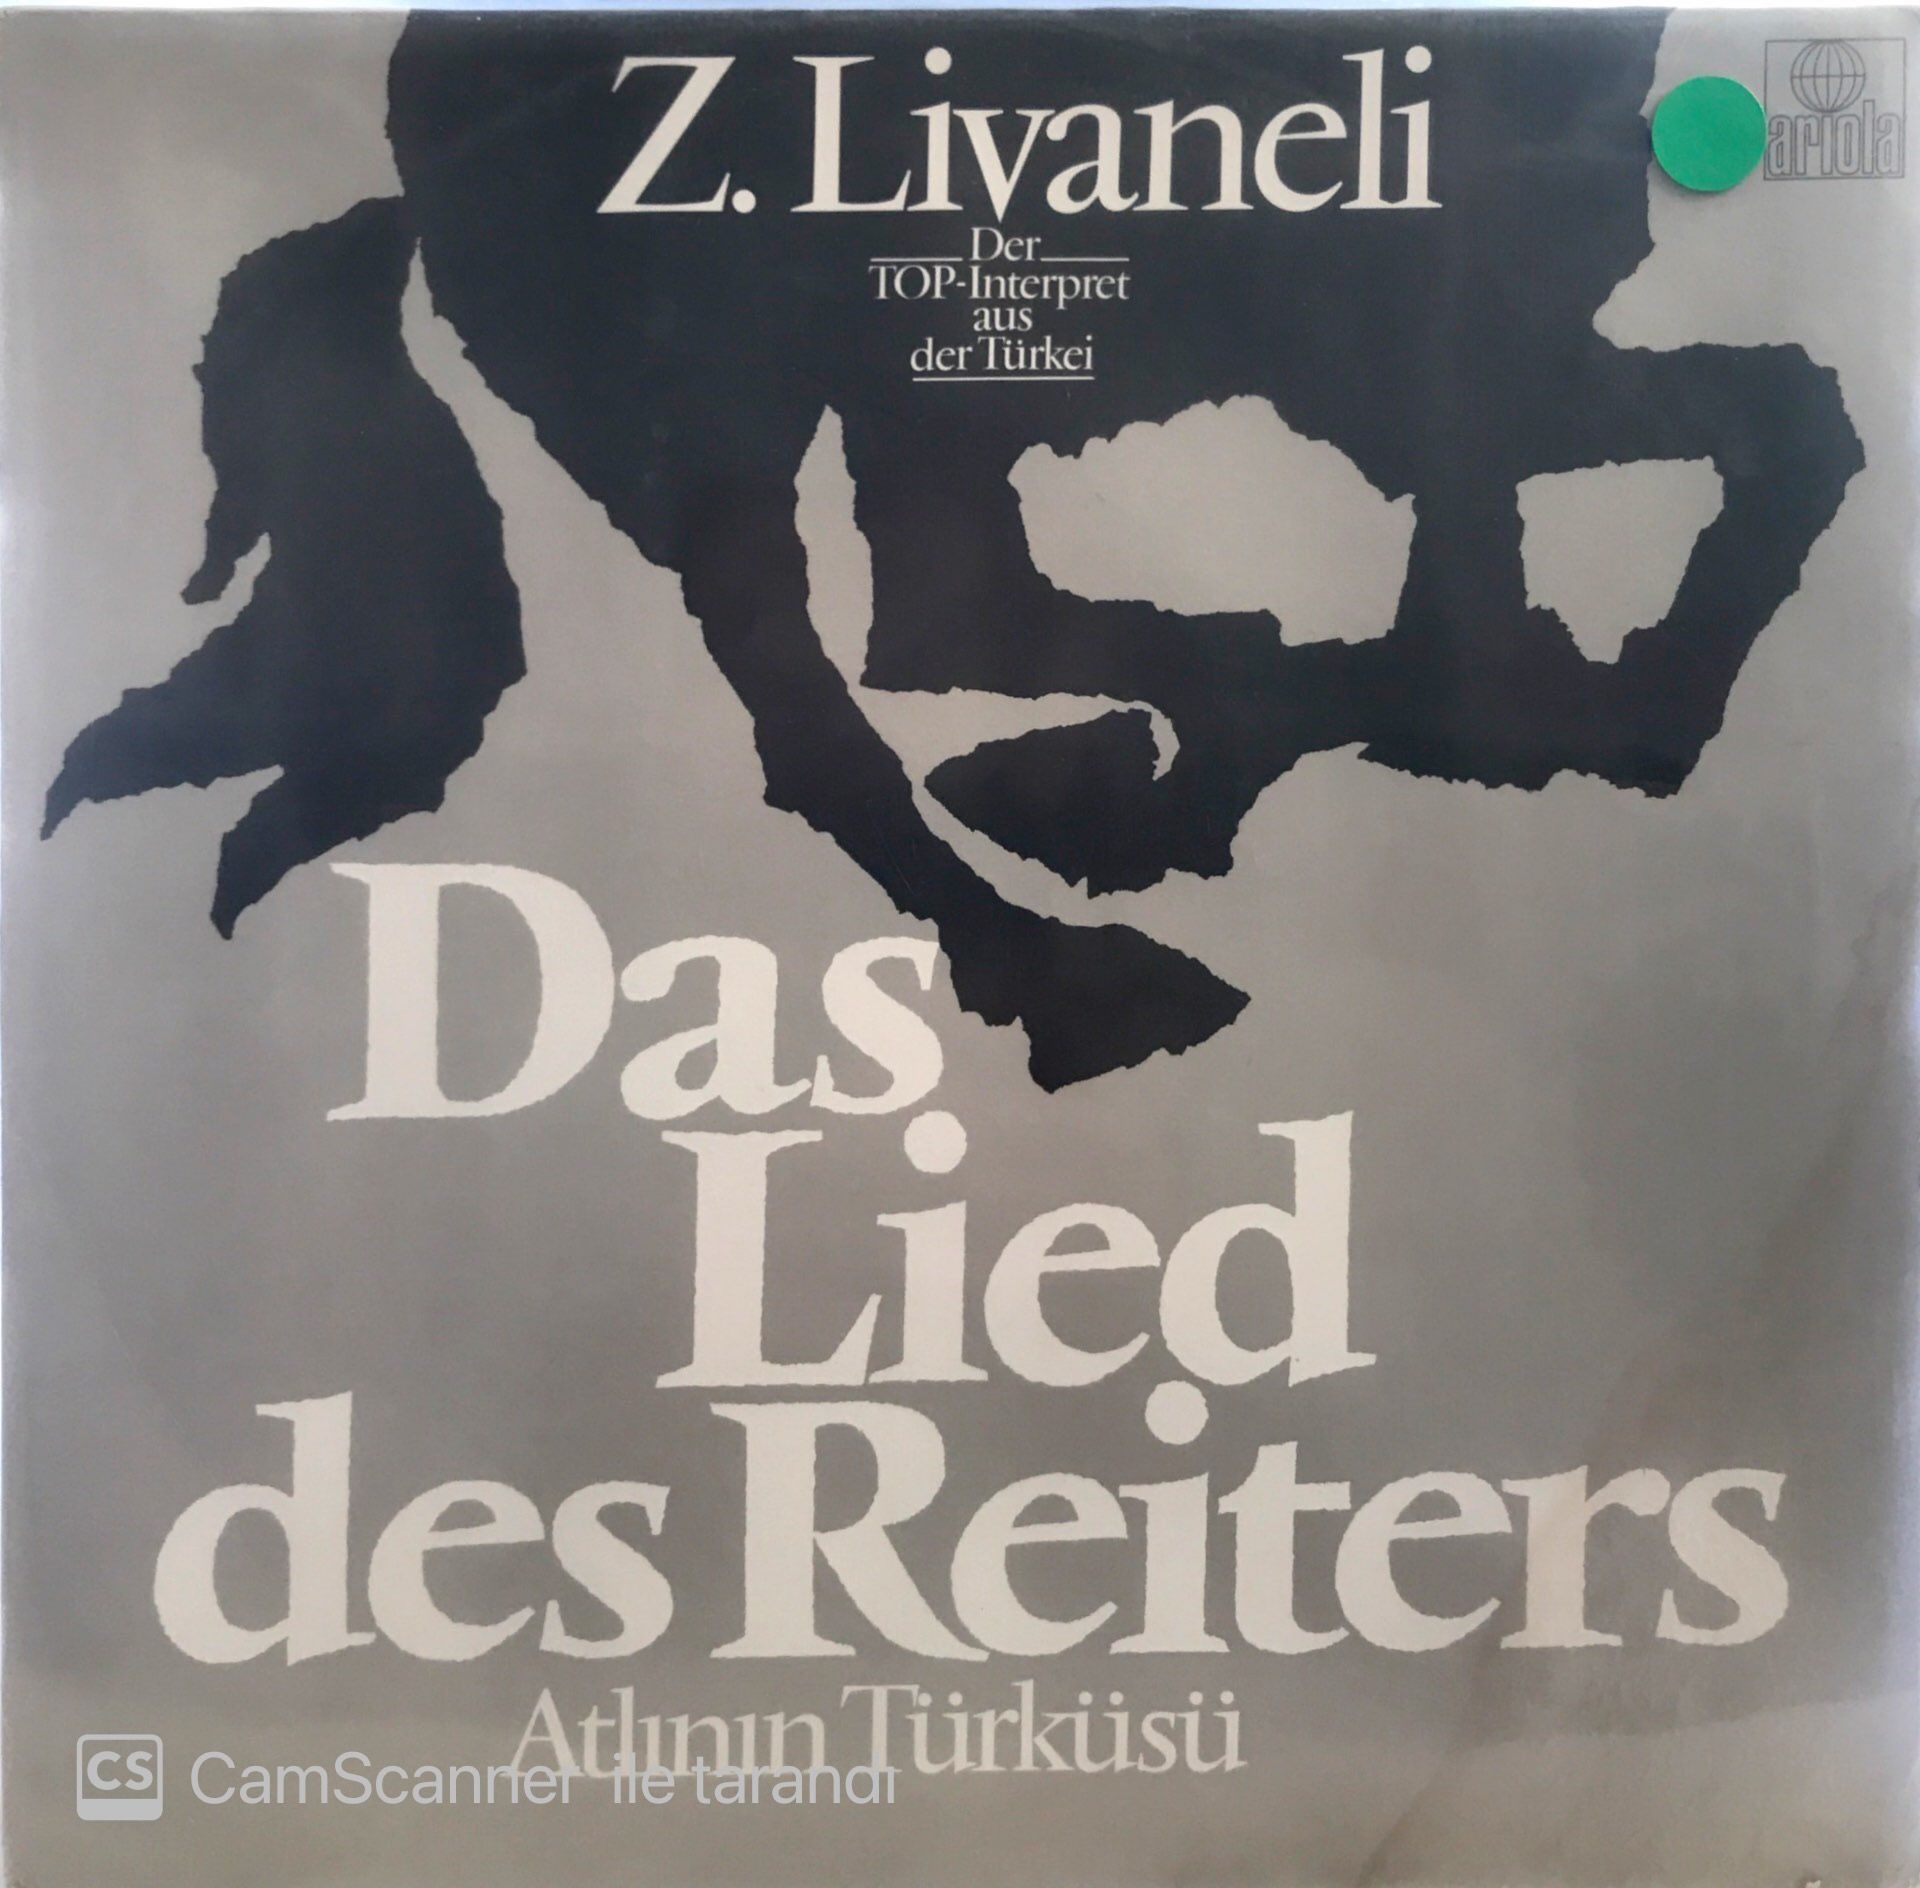 Z. Livaneli
ariola
Der
TOP-Interpret
aus
der Türkei
Das
Lied
des Reiters
Atlının Türküsü
CS CamScanner ile tarandı